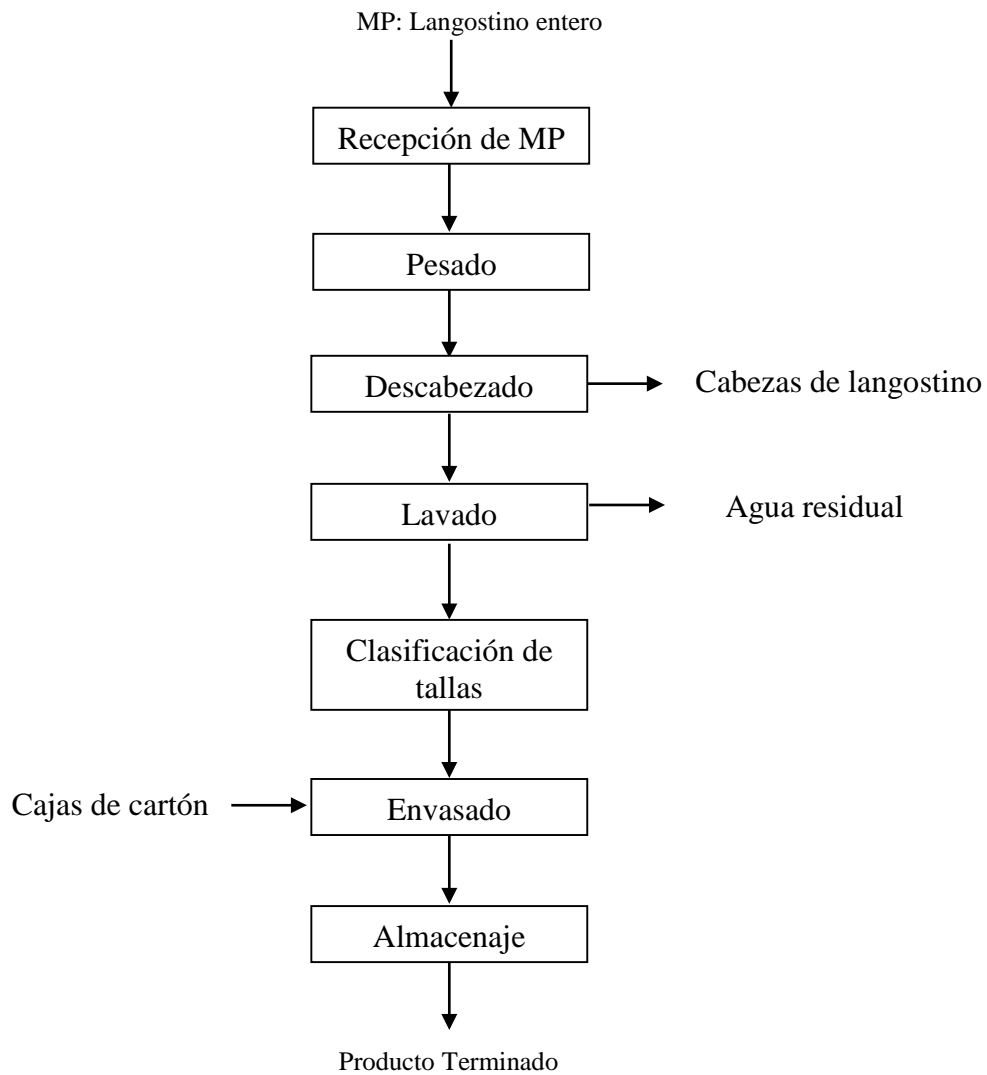 MP: Langostino entero
Recepción de MP
Pesado
Descabezado
Cabezas de langostino
Lavado
Agua residual
Clasificación de
tallas
Cajas de cartón
Envasado
Almacenaje
Producto Terminado